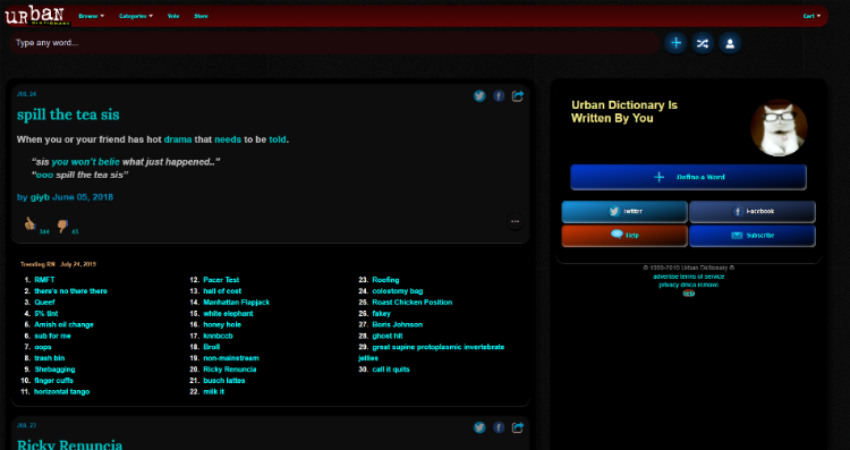 urban
DICTIONARY
Browse
Categories
Vote
Store
Cart
Type any word...
JUL 24
spill the tea sis
When you or your friend has hot drama that needs to be told.
"sis you won't belie what just happened.."
"ooo spill the tea sis"
by giyb June 05, 2018
344
43
Trending RN July 24, 2019
1. RMFT
2. there's no there there
3. Queef
4. 5% tint
5. Amish oil change
6. sub for me
7. oops
8. trash bin
9. Shebagging
10. finger cuffs
11. horizontal tango
12. Pacer Test
13. hall of cost
14. Manhattan Flapjack
15. white elephant
16. honey hole
17. knnbccb
18. Broll
19. non-mainstream
20. Ricky Renuncia
21. busch lattes
22. milk it
23. Roofing
24. colostomy bag
25. Roast Chicken Position
26. fakey
27. Boris Johnson
28. ghost hit
29. great supine protoplasmic invertebrate
jellies
30. call it quits
JUL 23
Ricky Renuncia
Urban Dictionary Is
Written By You
Define a Word
Twitter
Facebook
Help
Subscribe
© 1999-2019 Urban Dictionary ®
advertise terms of service
privacy dmca remove